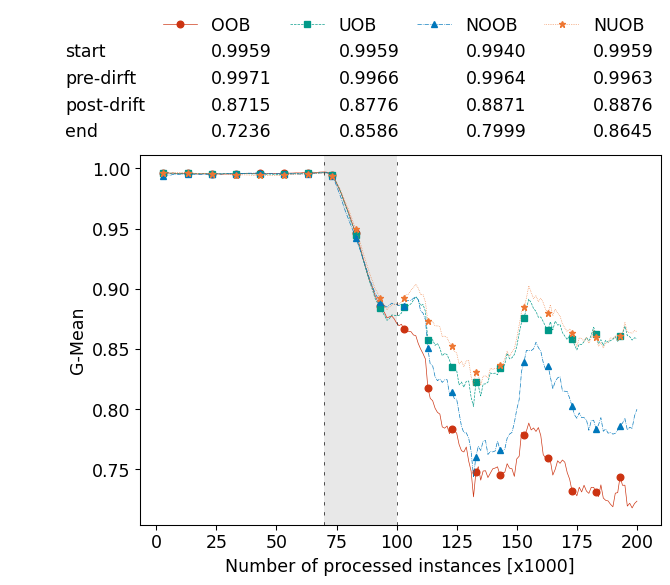 OOB UOB NOOB NUOB
start 0.9959 0.9959 0.9940 0.9959
pre-dirft 0.9971 0.9966 0.9964 0.9963
post-drift 0.8715 0.8776 0.8871 0.8876
end 0.7236 0.8586 0.7999 0.8645
1.00
0.95
0.90
0.85
0.80
0.75
G-Mean
0 25 50 75 100 125 150 175 200
Number of processed instances [x1000]